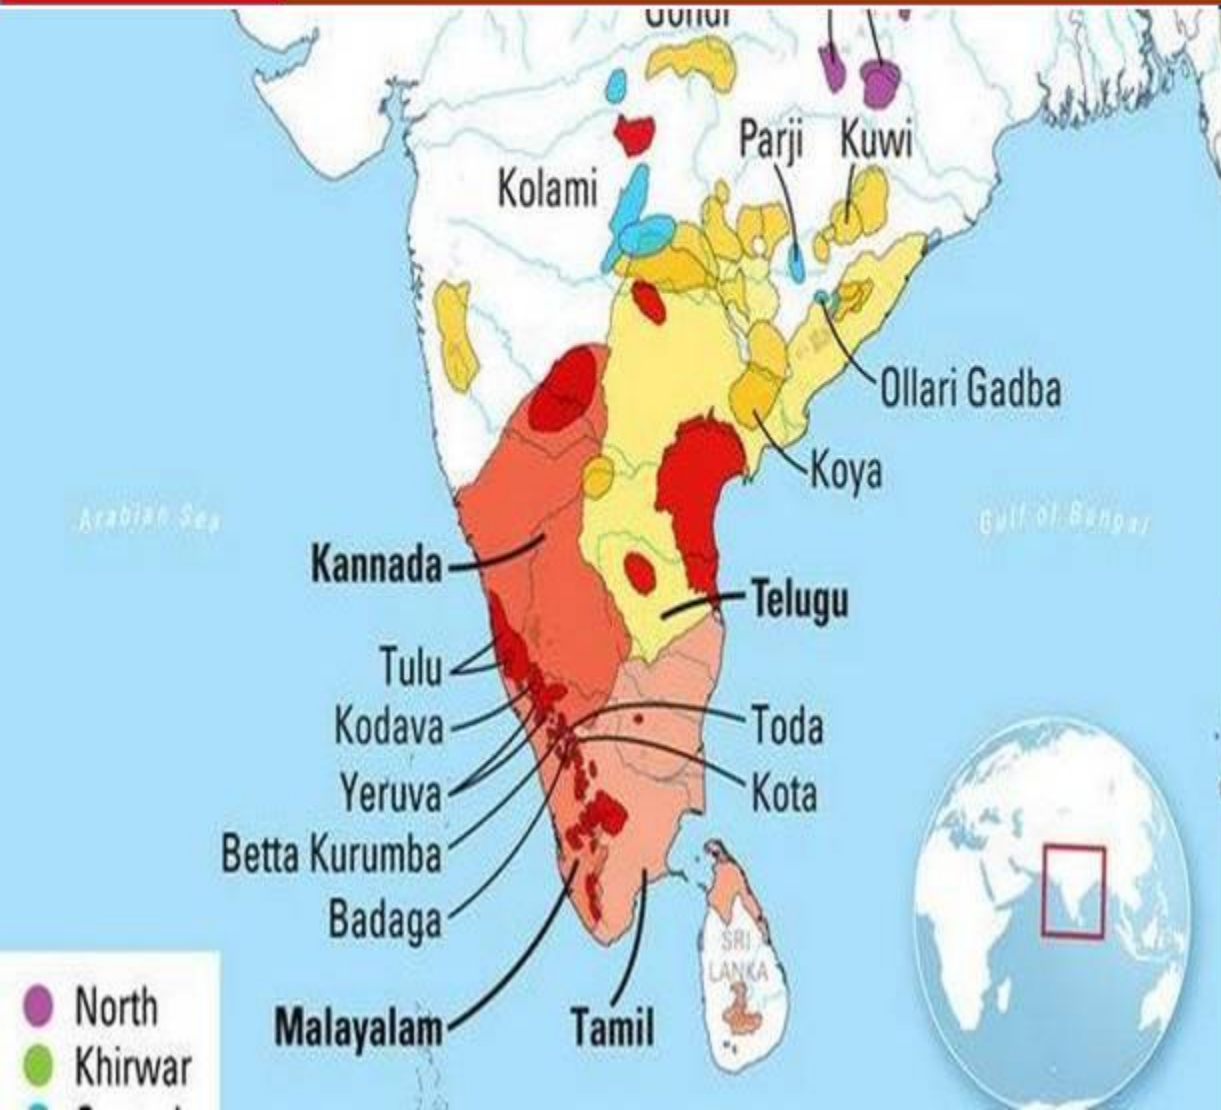 Gondi
Parji Kuwi
Kolami
Ollari Gadba
Koya
Arabian Sea
Gulf of Bengal
Kannada
Telugu
Tulu
Kodava
Toda
Yeruva
Kota
Betta Kurumba
Badaga
SRI
LANKA
Malayalam
Tamil
North
Khirwar